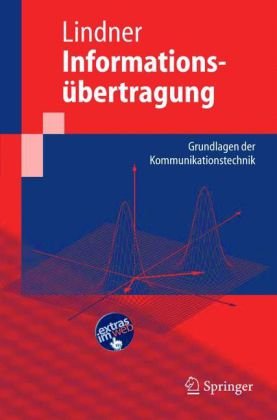 Lindner
Informations-
übertragung
Grundlagen der
Kommunikationstechnik
extras
im web
Springer